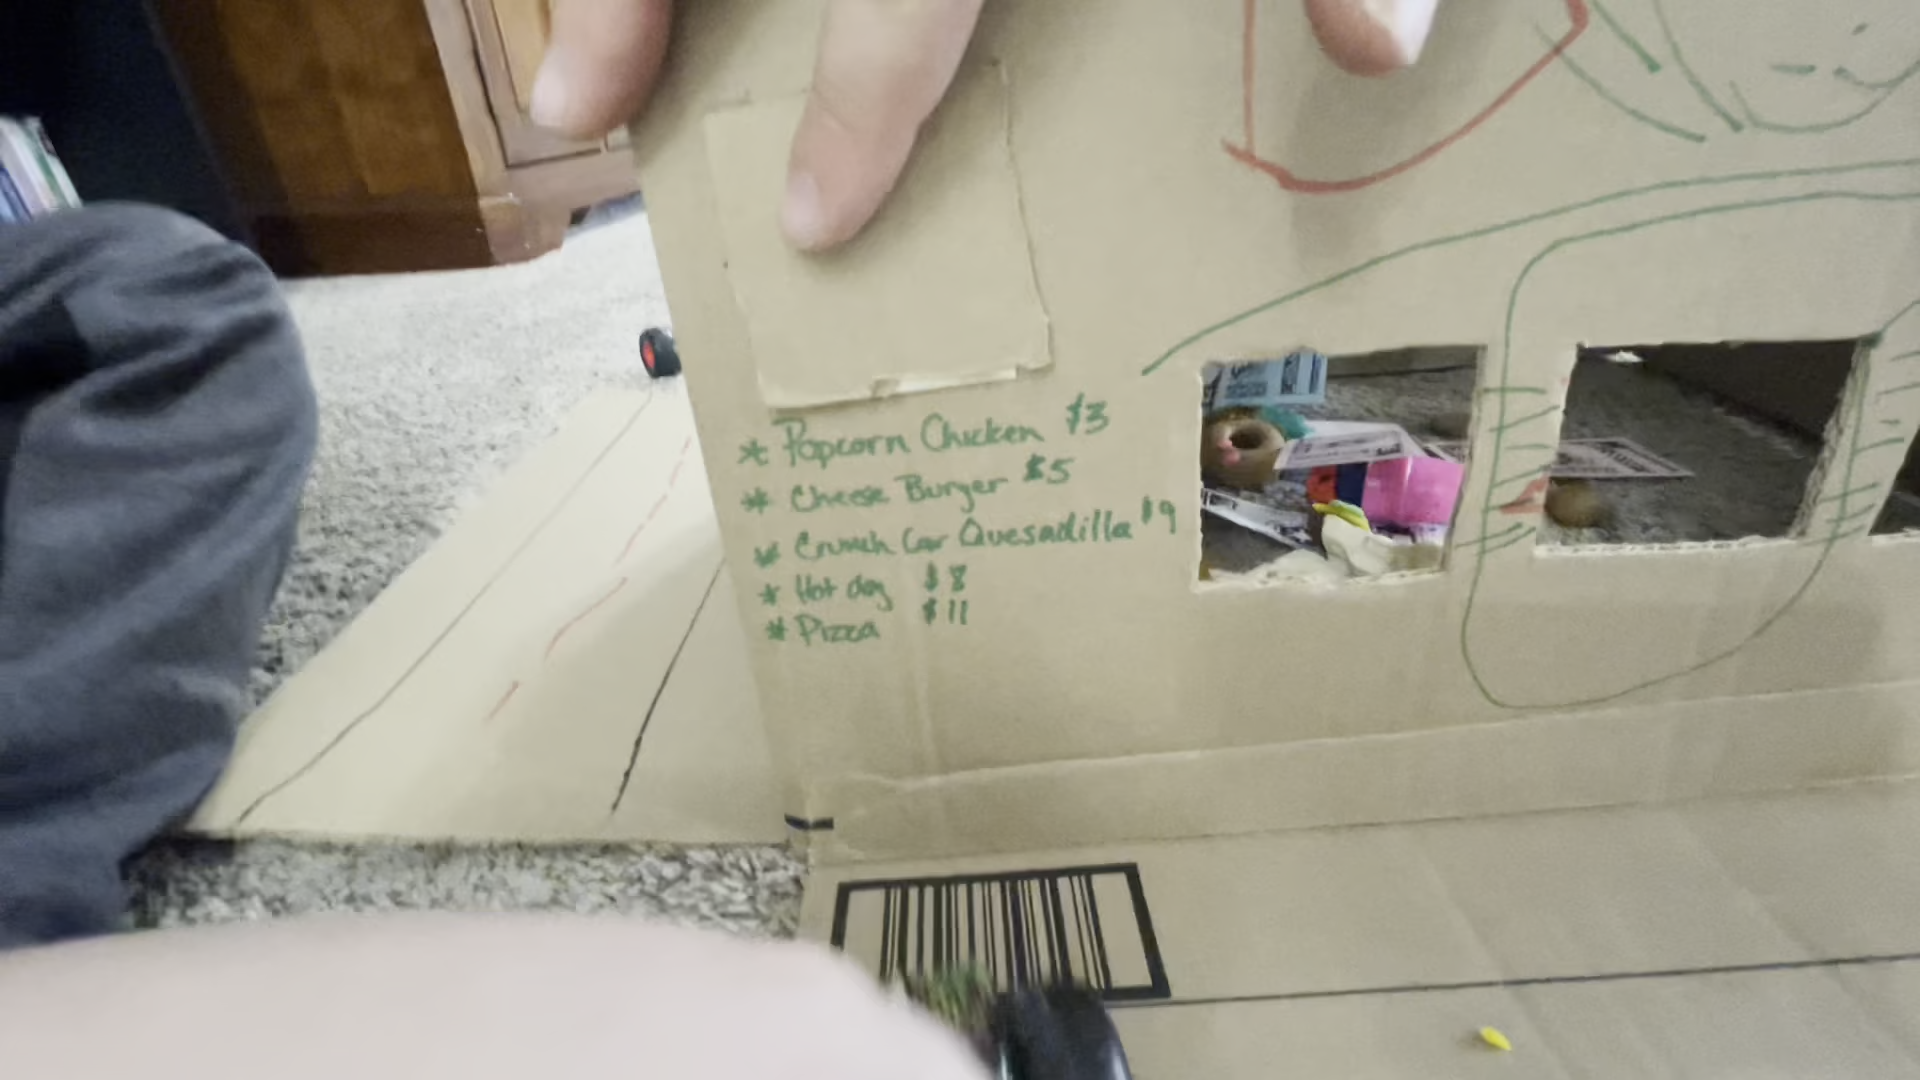 * Popcorn Chicken $3
* Cheese Burger $5
* Crunch Car Quesadilla $9
* Hot dog $8
* Pizza $11